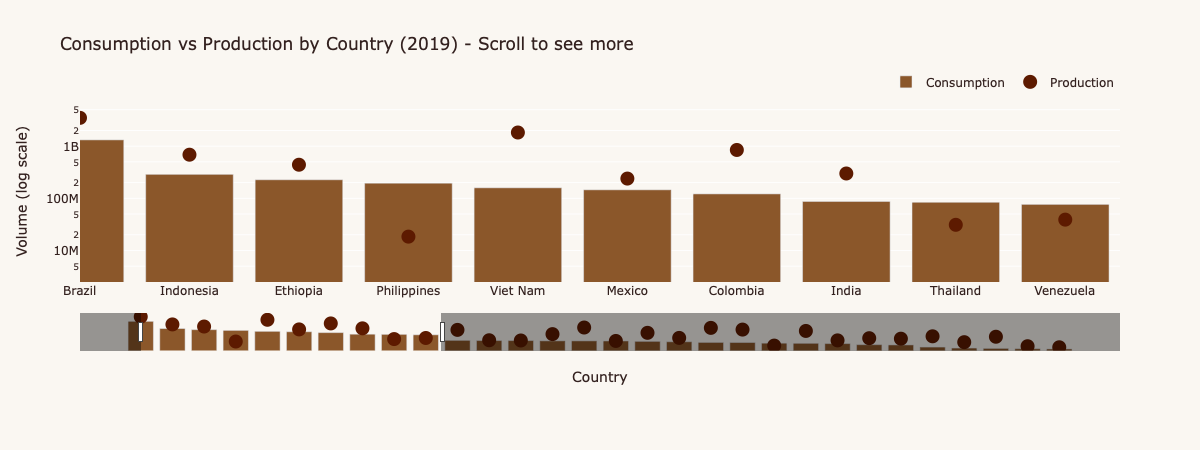 Consumption vs Production by Country (2019) - Scroll to see more
Consumption Production
Volume (log scale)
5
2
1B
5
2
100M
5
2
10M
5
Brazil Indonesia Ethiopia Philippines Viet Nam Mexico Colombia India Thailand Venezuela
Country